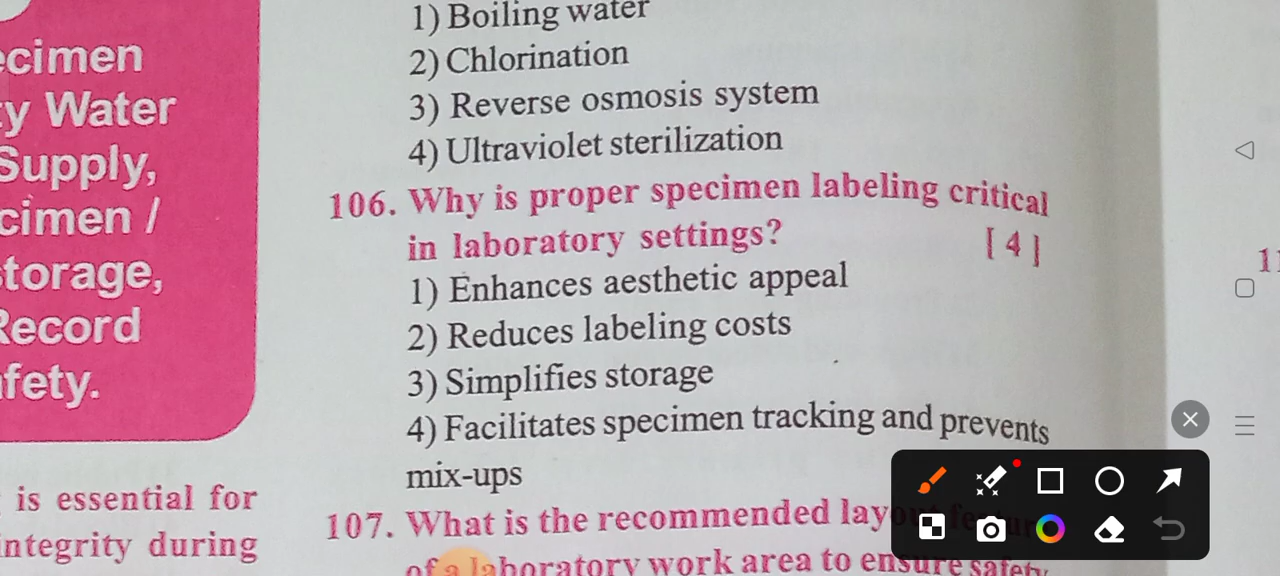 ecimen
ty Water
Supply,
cimen /
torage,
Record
afety.
is essential for
integrity during
1) Boiling water
2) Chlorination
3) Reverse osmosis system
4) Ultraviolet sterilization
106. Why is proper specimen labeling critical
in laboratory settings? [ 4 ]
1) Enhances aesthetic appeal
2) Reduces labeling costs
3) Simplifies storage
4) Facilitates specimen tracking and prevents
mix-ups
107. What is the recommended
of a laboratory work area to ensure safety
11